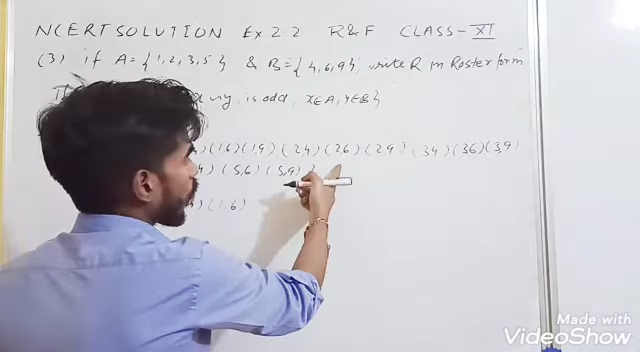 NCERT SOLUTION Ex 2.2 R&F CLASS-XI
(3) if A={1,2,3,5} & B={4,6,9}, write R in Roster form
is odd, x∈A, y∈B}
(1,6) (1,9) (2,4) (2,6) (2,9) (3,4) (3,6) (3,9)
(5,6) (5,9)
(1,6)
Made with
VideoShow